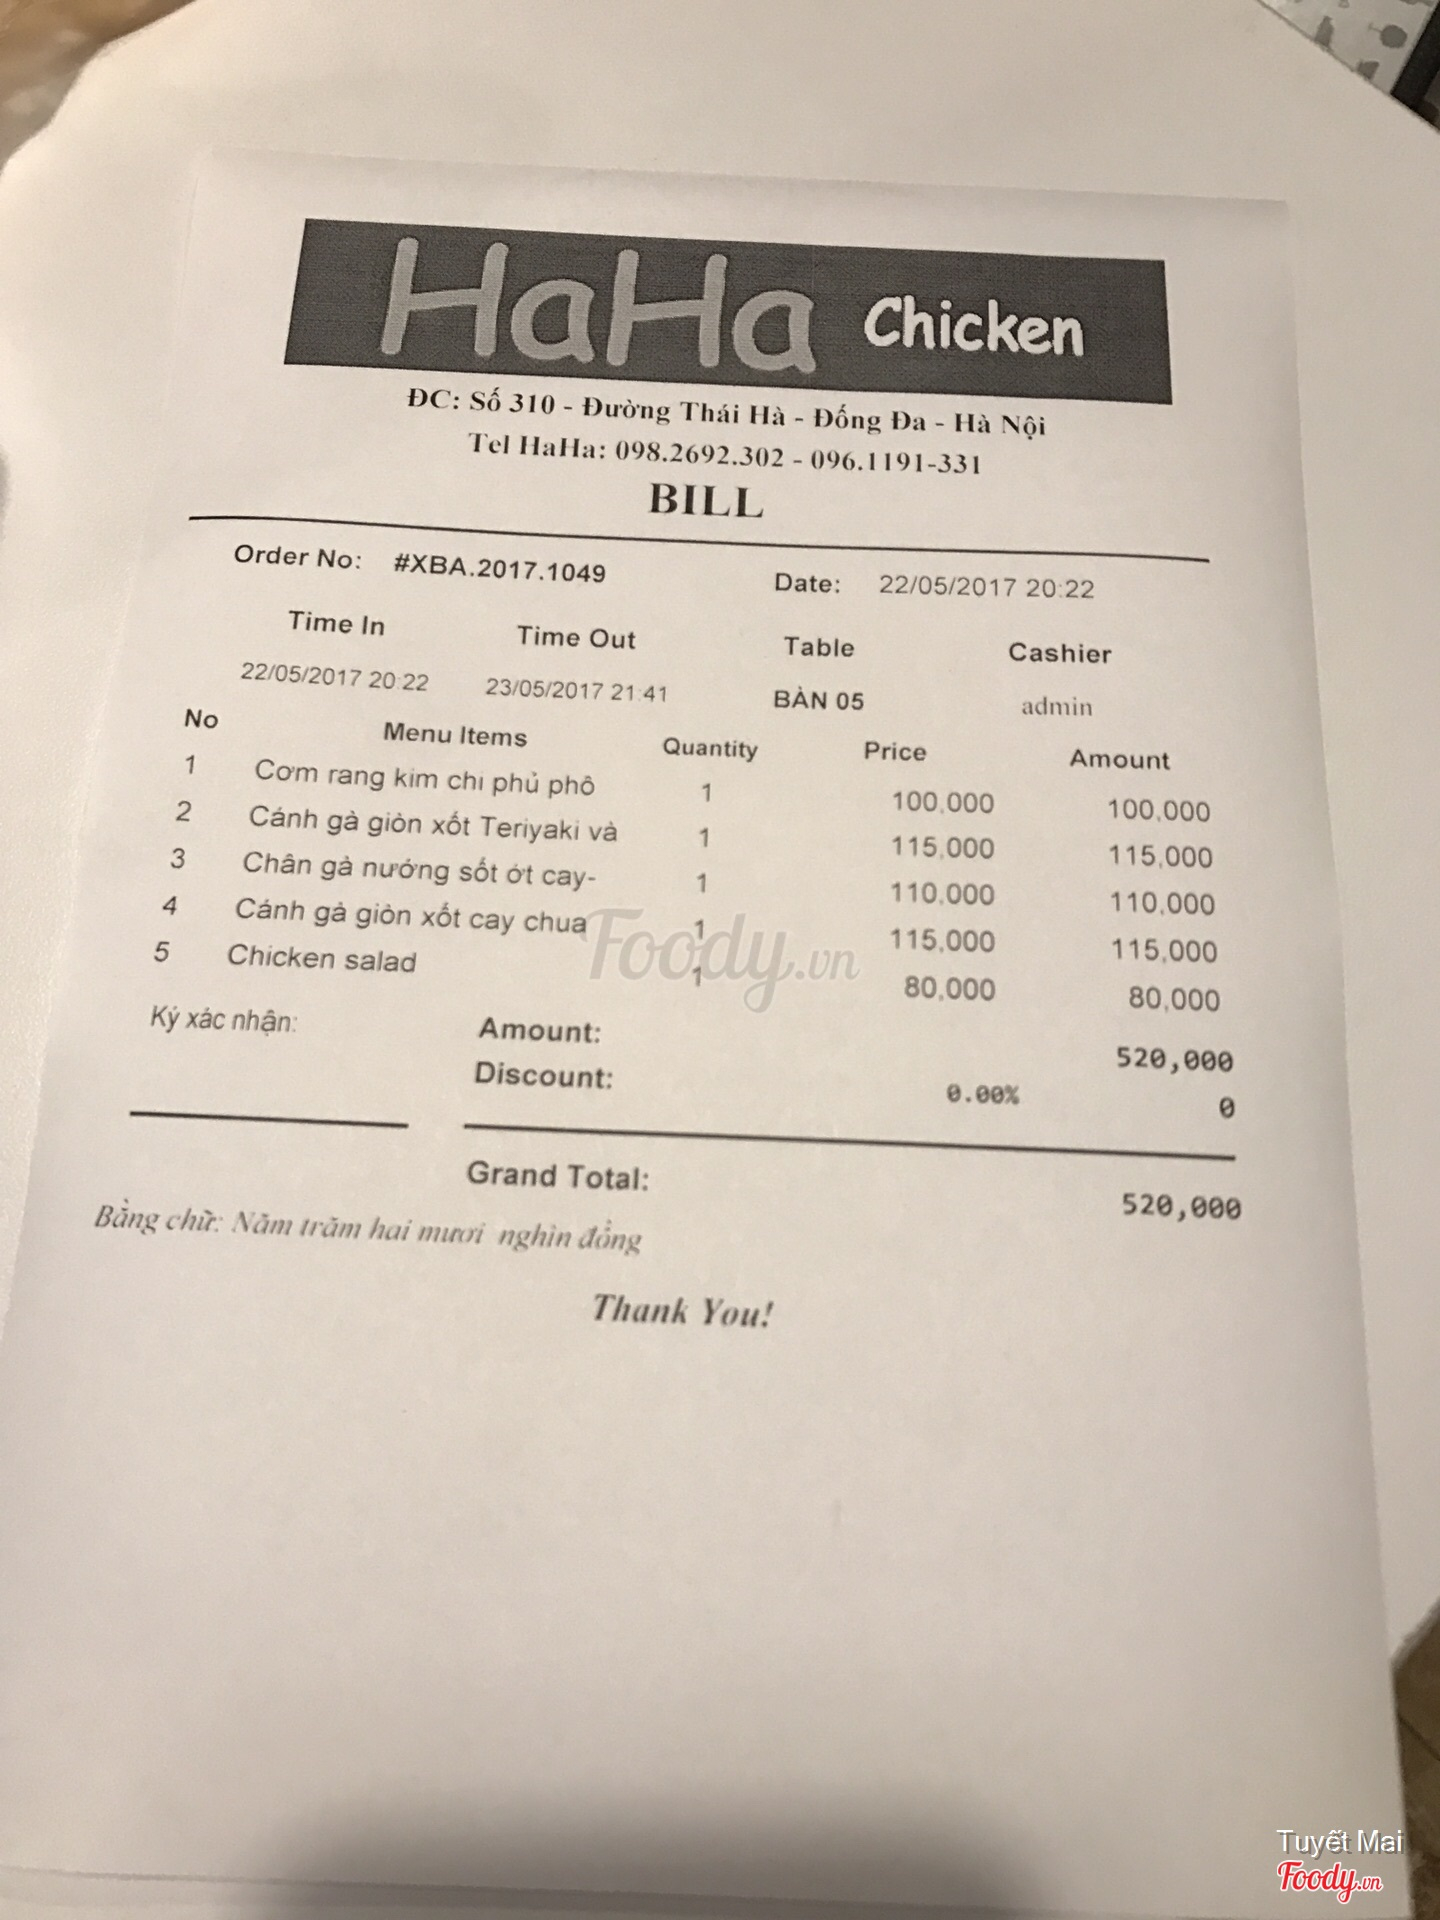 HaHa Chicken
ĐC: Số 310 - Đường Thái Hà - Đống Đa - Hà Nội
Tel HaHa: 098.2692.302 - 096.1191-331
BILL
Order No: #XBA.2017.1049 Date: 22/05/2017 20:22
Time In Time Out Table Cashier
22/05/2017 20:22 23/05/2017 21:41 BÀN 05 admin
No Menu Items Quantity Price Amount
1 Cơm rang kim chi phủ phô 1 100,000 100,000
2 Cánh gà giòn xốt Teriyaki và 1 115,000 115,000
3 Chân gà nướng sốt ớt cay- 1 110,000 110,000
4 Cánh gà giòn xốt cay chua 1 115,000 115,000
5 Chicken salad 1 80,000 80,000
Foody.vn
Ký xác nhận: Amount: 520,000
Discount: 0.00% 0
Grand Total: 520,000
Bằng chữ: Năm trăm hai mươi nghìn đồng
Thank You!
Tuyết Mai
Foody.vn